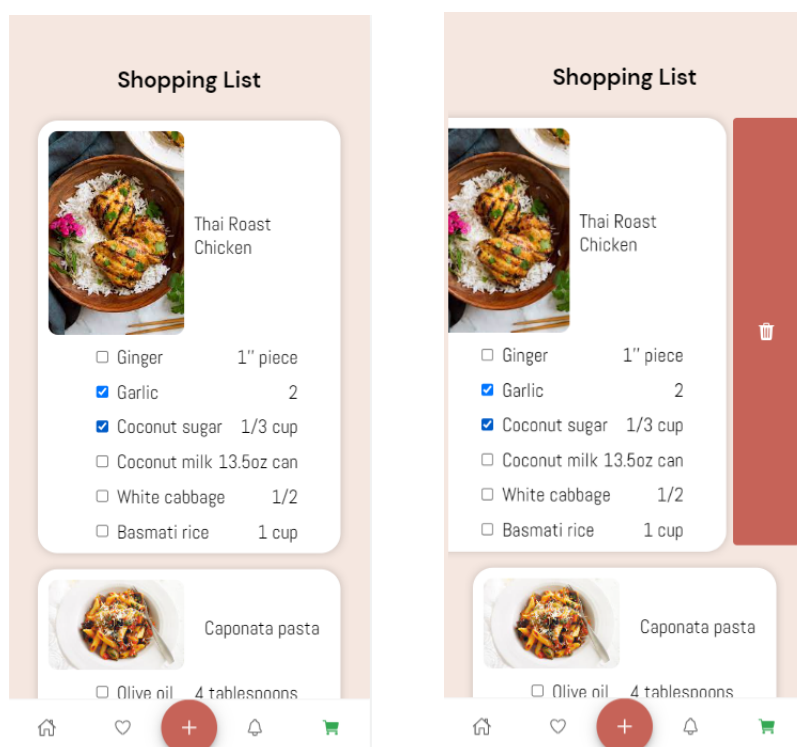 Shopping List
Thai Roast
Chicken
Ginger 1'' piece
Garlic 2
Coconut sugar 1/3 cup
Coconut milk 13.5oz can
White cabbage 1/2
Basmati rice 1 cup
Caponata pasta
Olive oil 4 tablespoons
Shopping List
Thai Roast
Chicken
Ginger 1'' piece
Garlic 2
Coconut sugar 1/3 cup
Coconut milk 13.5oz can
White cabbage 1/2
Basmati rice 1 cup
Caponata pasta
Olive oil 4 tablespoons